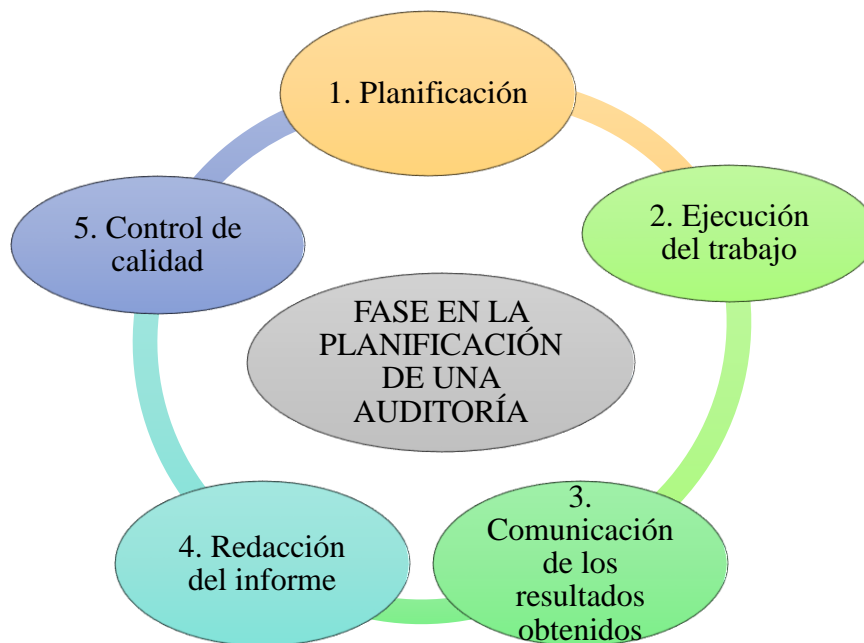 1. Planificación
2. Ejecución
del trabajo
3.
Comunicación
de los
resultados
obtenidos
4. Redacción
del informe
5. Control de
calidad
FASE EN LA
PLANIFICACIÓN
DE UNA
AUDITORÍA